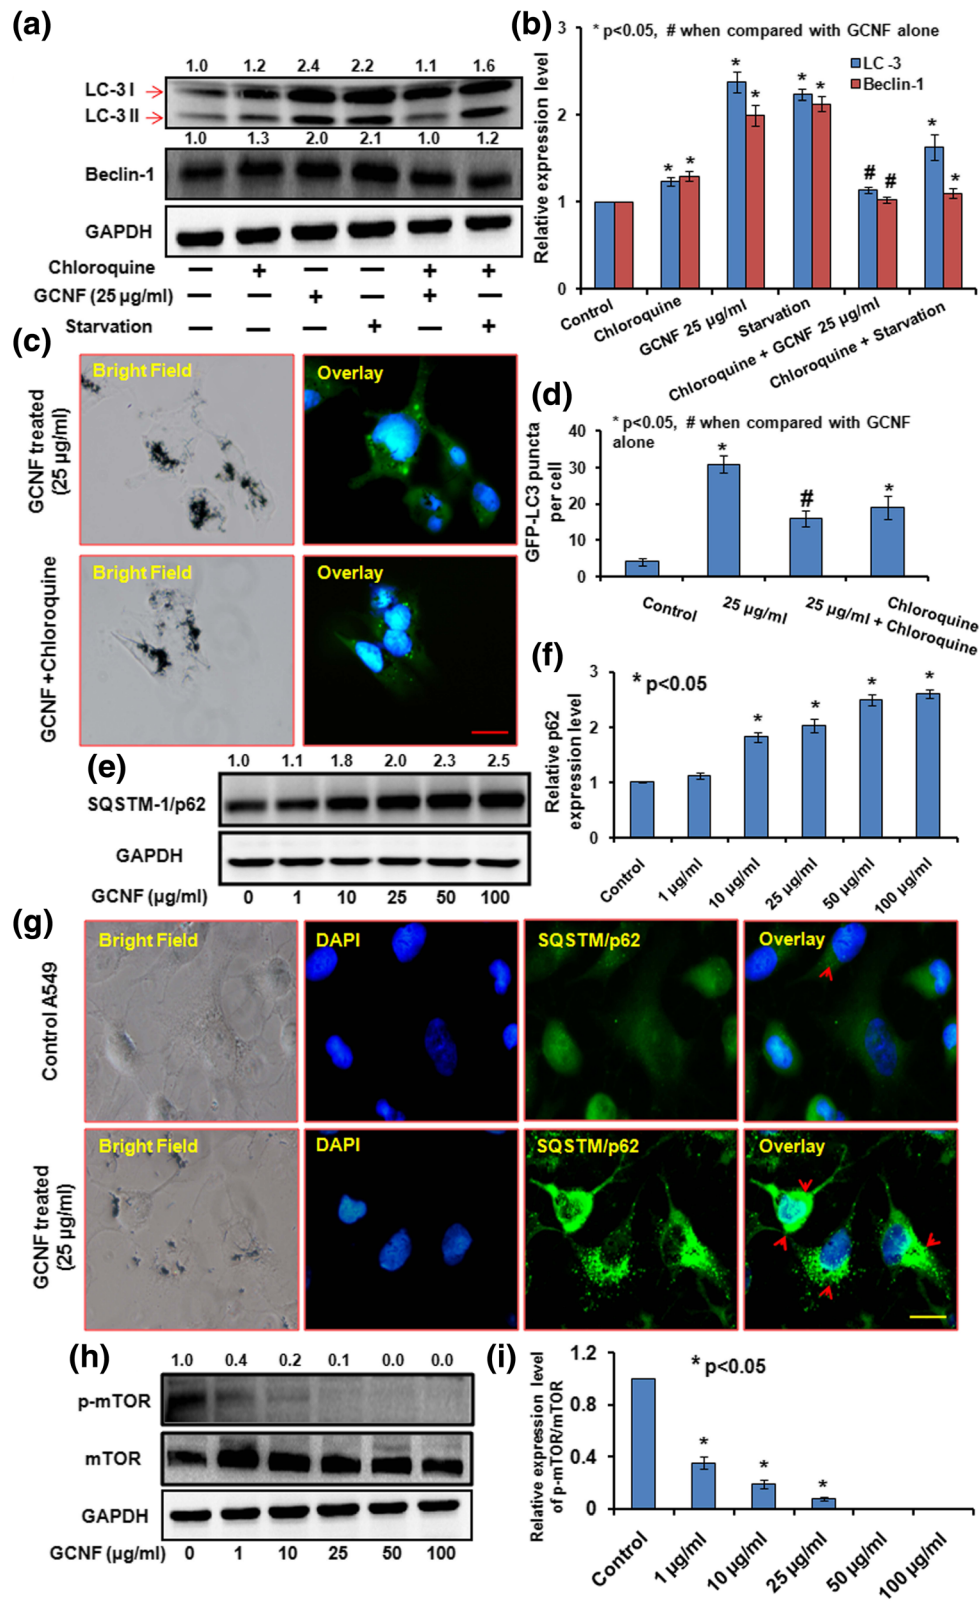 (a)
1.0 1.2 2.4 2.2 1.1 1.6
LC-3 I
LC-3 II
1.0 1.3 2.0 2.1 1.0 1.2
Beclin-1
GAPDH
Chloroquine — + — — + +
GCNF (25 µg/ml) — — + — + —
Starvation — — — + — +
(b)
* p<0.05, # when compared with GCNF alone
LC-3
Beclin-1
Relative expression level
3
2
1
0
* * * * * * # # * *
Control
Chloroquine
GCNF 25 µg/ml
Starvation
Chloroquine + GCNF 25 µg/ml
Chloroquine + Starvation
(c)
GCNF treated
(25 µg/ml)
Bright Field
Overlay
GCNF +Chloroquine
Bright Field
Overlay
(d)
* p<0.05, # when compared with GCNF
alone
GFP-LC3 puncta
per cell
40
30
20
10
0
* # *
Control
25 µg/ml
25 µg/ml + Chloroquine
Chloroquine
(e)
1.0 1.1 1.8 2.0 2.3 2.5
SQSTM-1/p62
GAPDH
GCNF (µg/ml) 0 1 10 25 50 100
(f)
* p<0.05
Relative p62
expression level
3
2
1
0
* * * *
Control
1 µg/ml
10 µg/ml
25 µg/ml
50 µg/ml
100 µg/ml
(g)
Control A549
Bright Field
DAPI
SQSTM/p62
Overlay
GCNF treated
(25 µg/ml)
Bright Field
DAPI
SQSTM/p62
Overlay
(h)
1.0 0.4 0.2 0.1 0.0 0.0
p-mTOR
mTOR
GAPDH
GCNF (µg/ml) 0 1 10 25 50 100
(i)
* p<0.05
Relative expression level
of p-mTOR/mTOR
1.2
0.8
0.4
0
* * *
Control
1 µg/ml
10 µg/ml
25 µg/ml
50 µg/ml
100 µg/ml